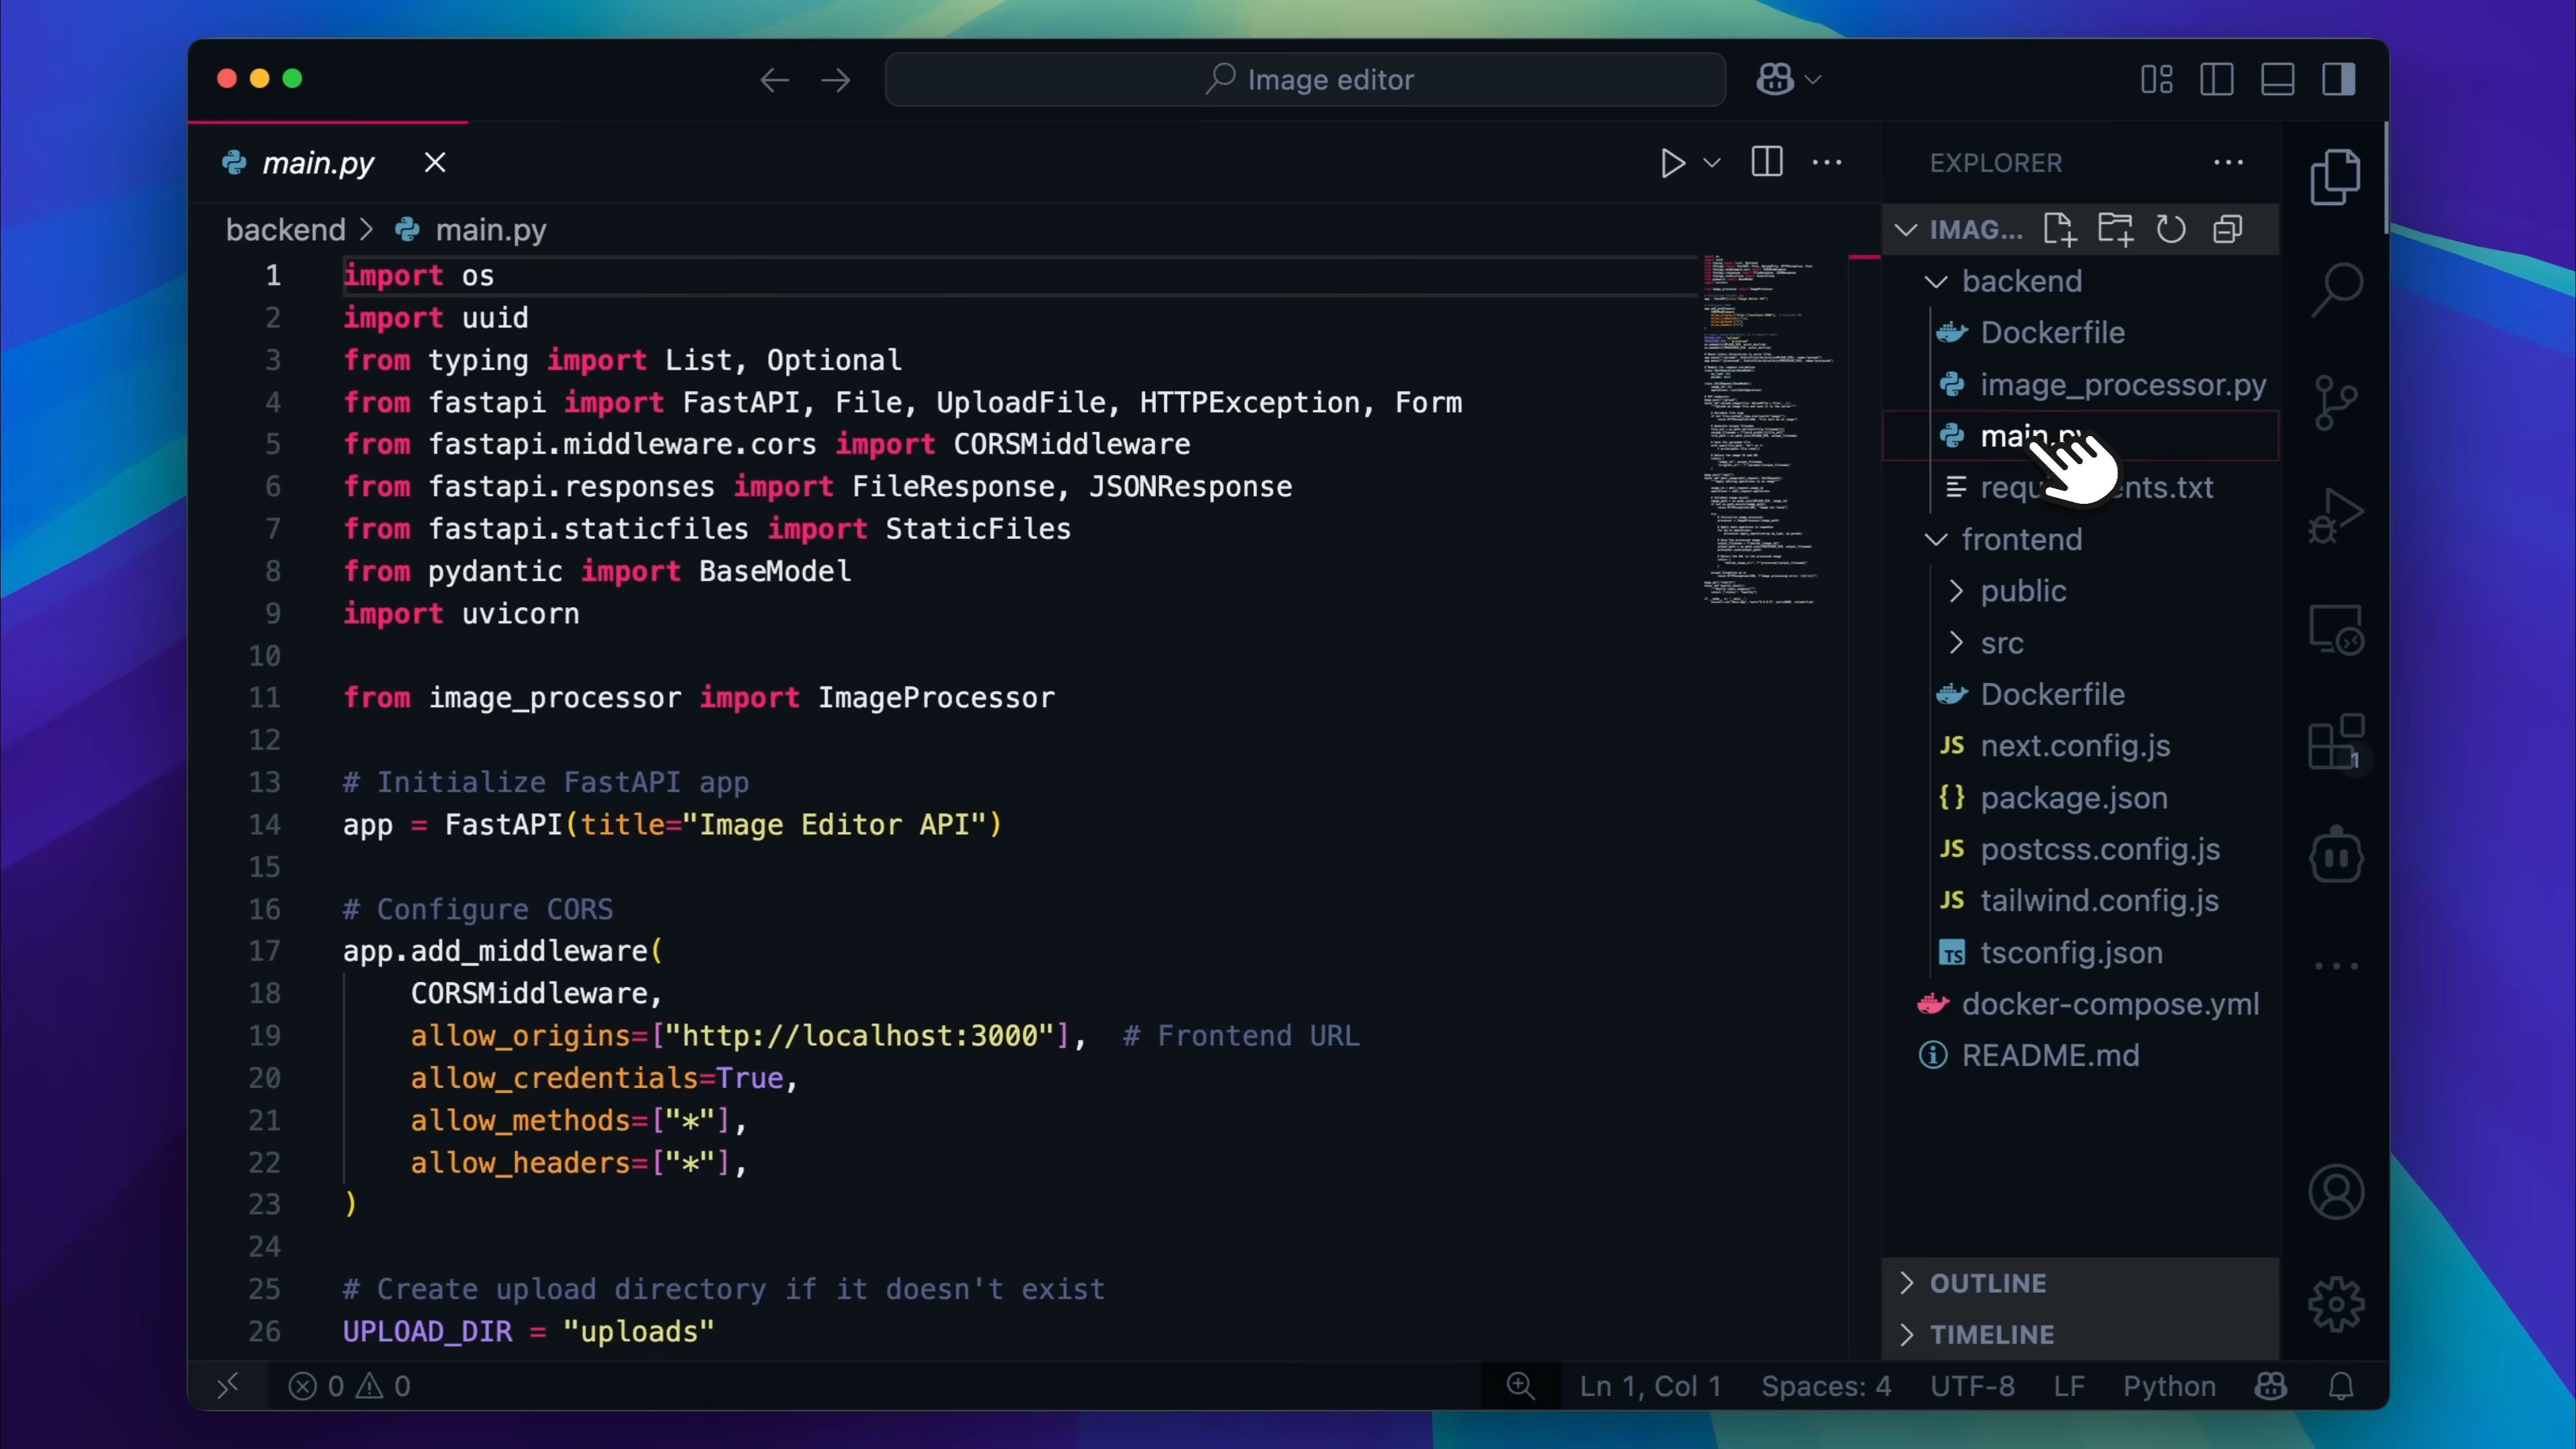 Image editor
main.py
EXPLORER
backend > main.py
IMAG...
1 import os
2 import uuid
3 from typing import List, Optional
4 from fastapi import FastAPI, File, UploadFile, HTTPException, Form
5 from fastapi.middleware.cors import CORSMiddleware
6 from fastapi.responses import FileResponse, JSONResponse
7 from fastapi.staticfiles import StaticFiles
8 from pydantic import BaseModel
9 import uvicorn
10
11 from image_processor import ImageProcessor
12
13 # Initialize FastAPI app
14 app = FastAPI(title="Image Editor API")
15
16 # Configure CORS
17 app.add_middleware(
18 CORSMiddleware,
19 allow_origins=["http://localhost:3000"], # Frontend URL
20 allow_credentials=True,
21 allow_methods=["*"],
22 allow_headers=["*"],
23 )
24
25 # Create upload directory if it doesn't exist
26 UPLOAD_DIR = "uploads"
backend
Dockerfile
image_processor.py
main.py
frontend
public
src
Dockerfile
JS next.config.js
{} package.json
JS postcss.config.js
JS tailwind.config.js
TS tsconfig.json
docker-compose.yml
README.md
OUTLINE
TIMELINE
1
0 0
Ln 1, Col 1 Spaces: 4 UTF-8 LF Python